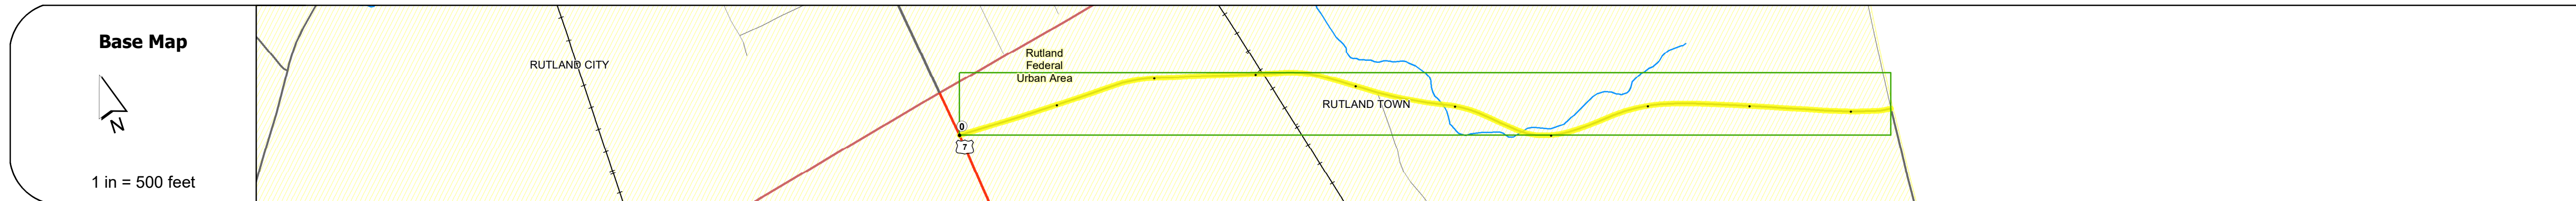 Base Map
N
1 in = 500 feet
RUTLAND CITY
Rutland
Federal
Urban Area
RUTLAND TOWN
0
7